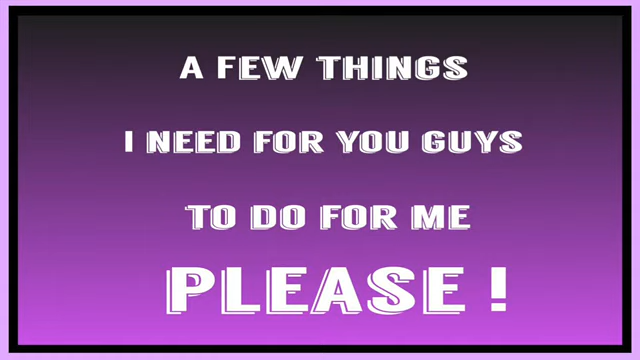 A FEW THINGS
I NEED FOR YOU GUYS
TO DO FOR ME
PLEASE !